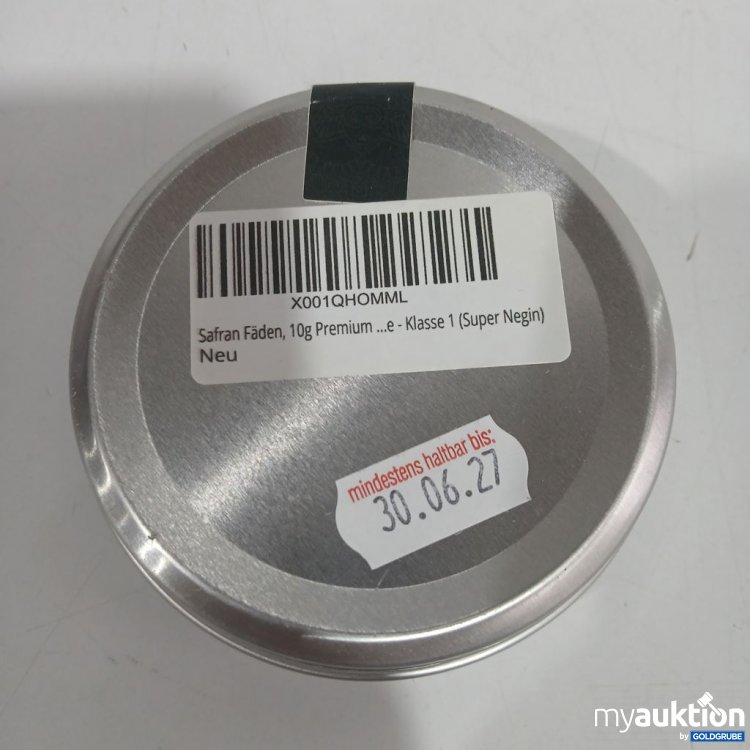 X001QHOMML
Safran Fäden, 10g Premium ...e - Klasse 1 (Super Negin)
Neu
mindestens haltbar bis:
30.06.27
myauktion
by GOLDGRUBE